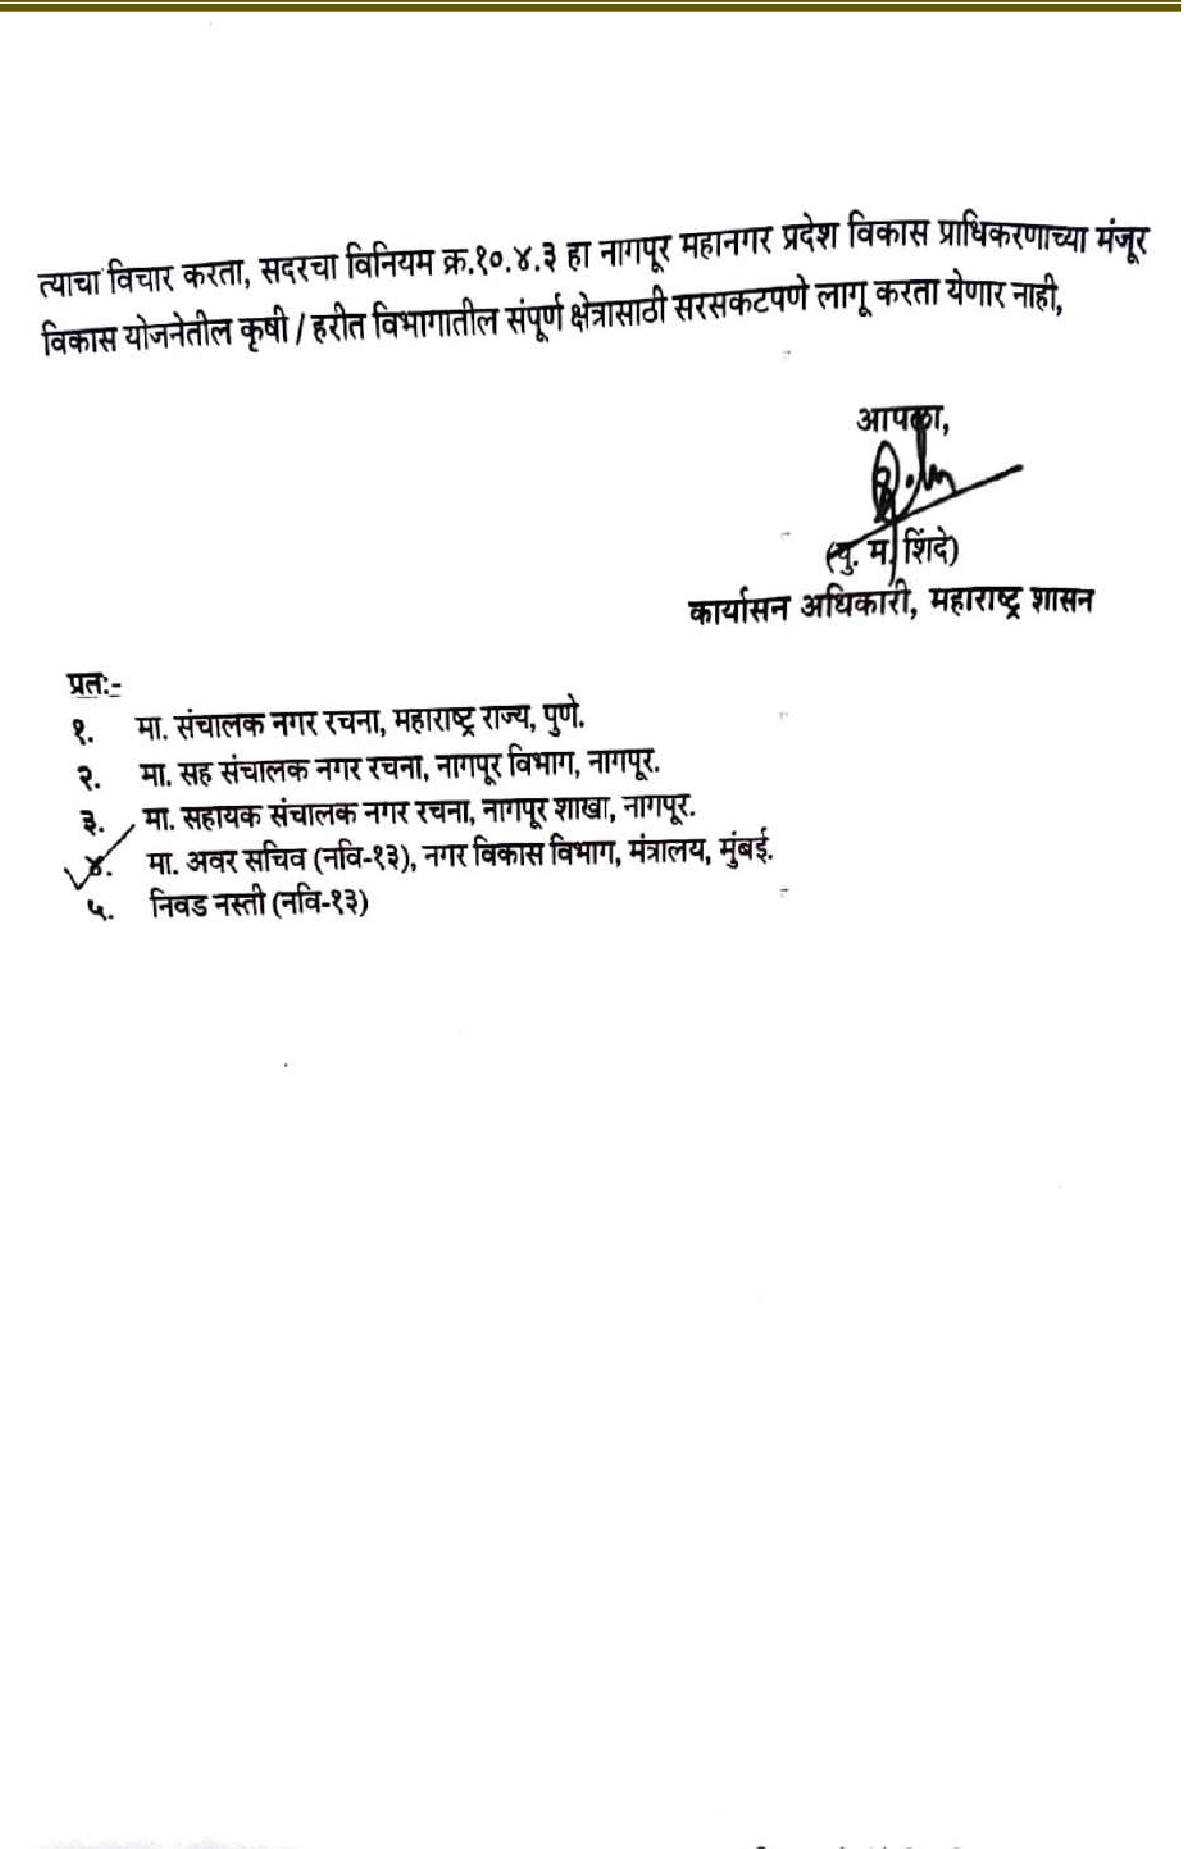 त्याचा विचार करता, सदरचा विनियम क्र.१०.४.३ हा नागपूर महानगर प्रदेश विकास प्राधिकरणाच्या मंजूर
विकास योजनेतील कृषी / हरीत विभागातील संपूर्ण क्षेत्रासाठी सरसकटपणे लागू करता येणार नाही,
आपला,
(पु. म. शिंदे)
कार्यासन अधिकारी, महाराष्ट्र शासन
प्रतः-
१. मा. संचालक नगर रचना, महाराष्ट्र राज्य, पुणे.
२. मा. सह संचालक नगर रचना, नागपूर विभाग, नागपूर.
३. मा. सहायक संचालक नगर रचना, नागपूर शाखा, नागपूर.
४. मा. अवर सचिव (नवि-१३), नगर विकास विभाग, मंत्रालय, मुंबई.
५. निवड नस्ती (नवि-१३)